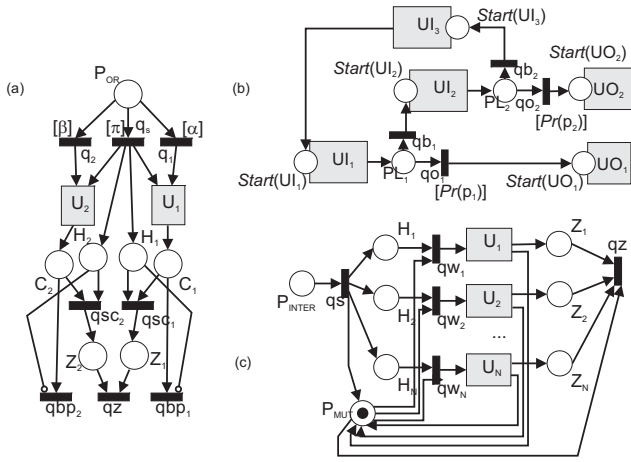 (a)
P_OR
[β] [π] q_s [α]
q_2 q_1
U_2 U_1
H_2 H_1
C_2 C_1
qsc_2 qsc_1
Z_2 Z_1
qbp_2 qz qbp_1
(b)
UI_3 Start(UI_3)
qb_2
Start(UI_2) Start(UO_2)
UI_2 PL_2 qo_2 UO_2
[Pr(p_2)]
qb_1
UI_1 PL_1 qo_1 UO_1
Start(UI_1) [Pr(p_1)] Start(UO_1)
(c)
H_1 U_1 Z_1 qz
qw_1
P_INTER qs
H_2 qw_2 U_2 Z_2
...
H_N qw_N U_N Z_N
P_MUT